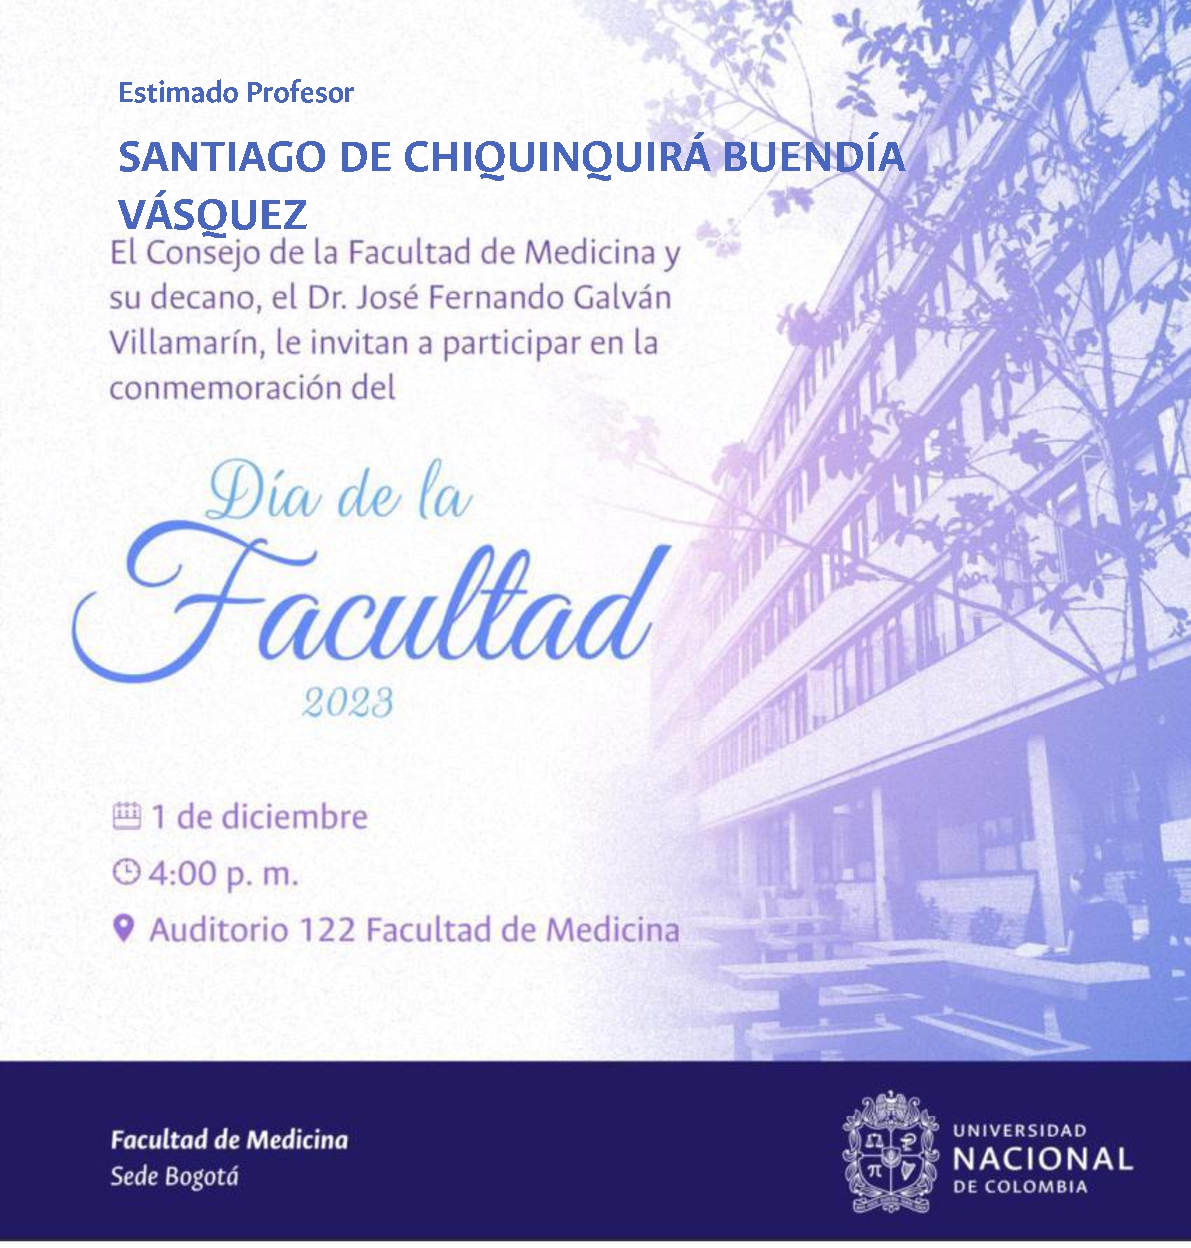 Estimado Profesor
SANTIAGO DE CHIQUINQUIRÁ BUENDÍA
VÁSQUEZ
El Consejo de la Facultad de Medicina y
su decano, el Dr. José Fernando Galván
Villamarín, le invitan a participar en la
conmemoración del
Día de la
Facultad
2023
1 de diciembre
4:00 p. m.
Auditorio 122 Facultad de Medicina
Facultad de Medicina
Sede Bogotá
UNIVERSIDAD
NACIONAL
DE COLOMBIA